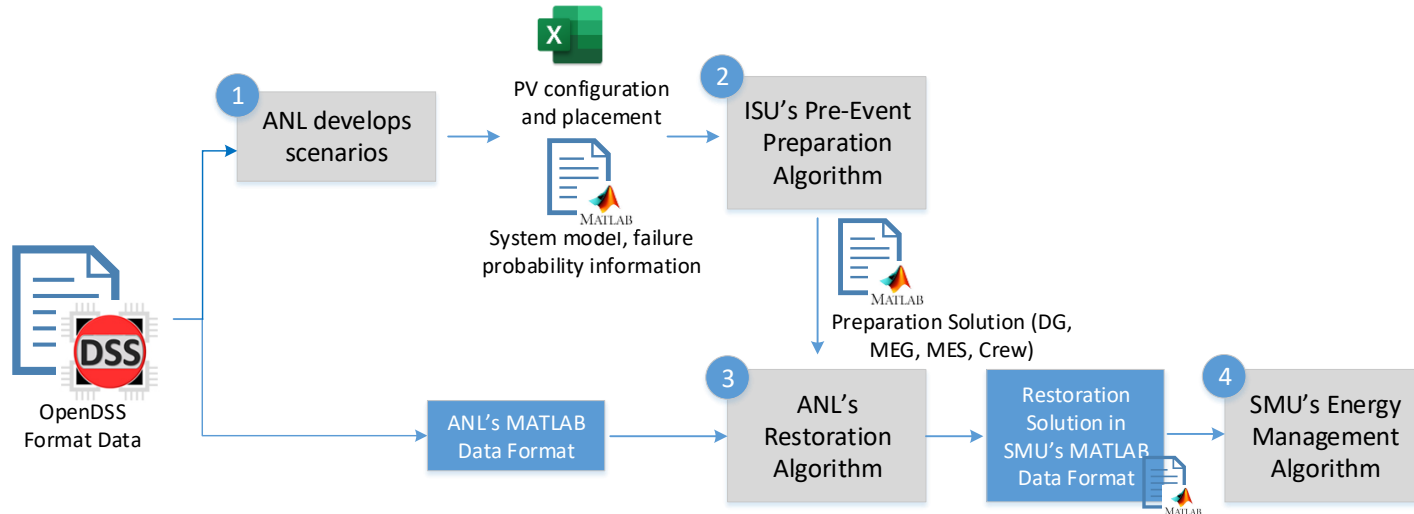 1
ANL develops
scenarios
X
PV configuration
and placement
MATLAB
System model, failure
probability information
2
ISU's Pre-Event
Preparation
Algorithm
MATLAB
Preparation Solution (DG,
MEG, MES, Crew)
DSS
OpenDSS
Format Data
ANL's MATLAB
Data Format
3
ANL's
Restoration
Algorithm
Restoration
Solution in
SMU's MATLAB
Data Format
MATLAB
4
SMU's Energy
Management
Algorithm